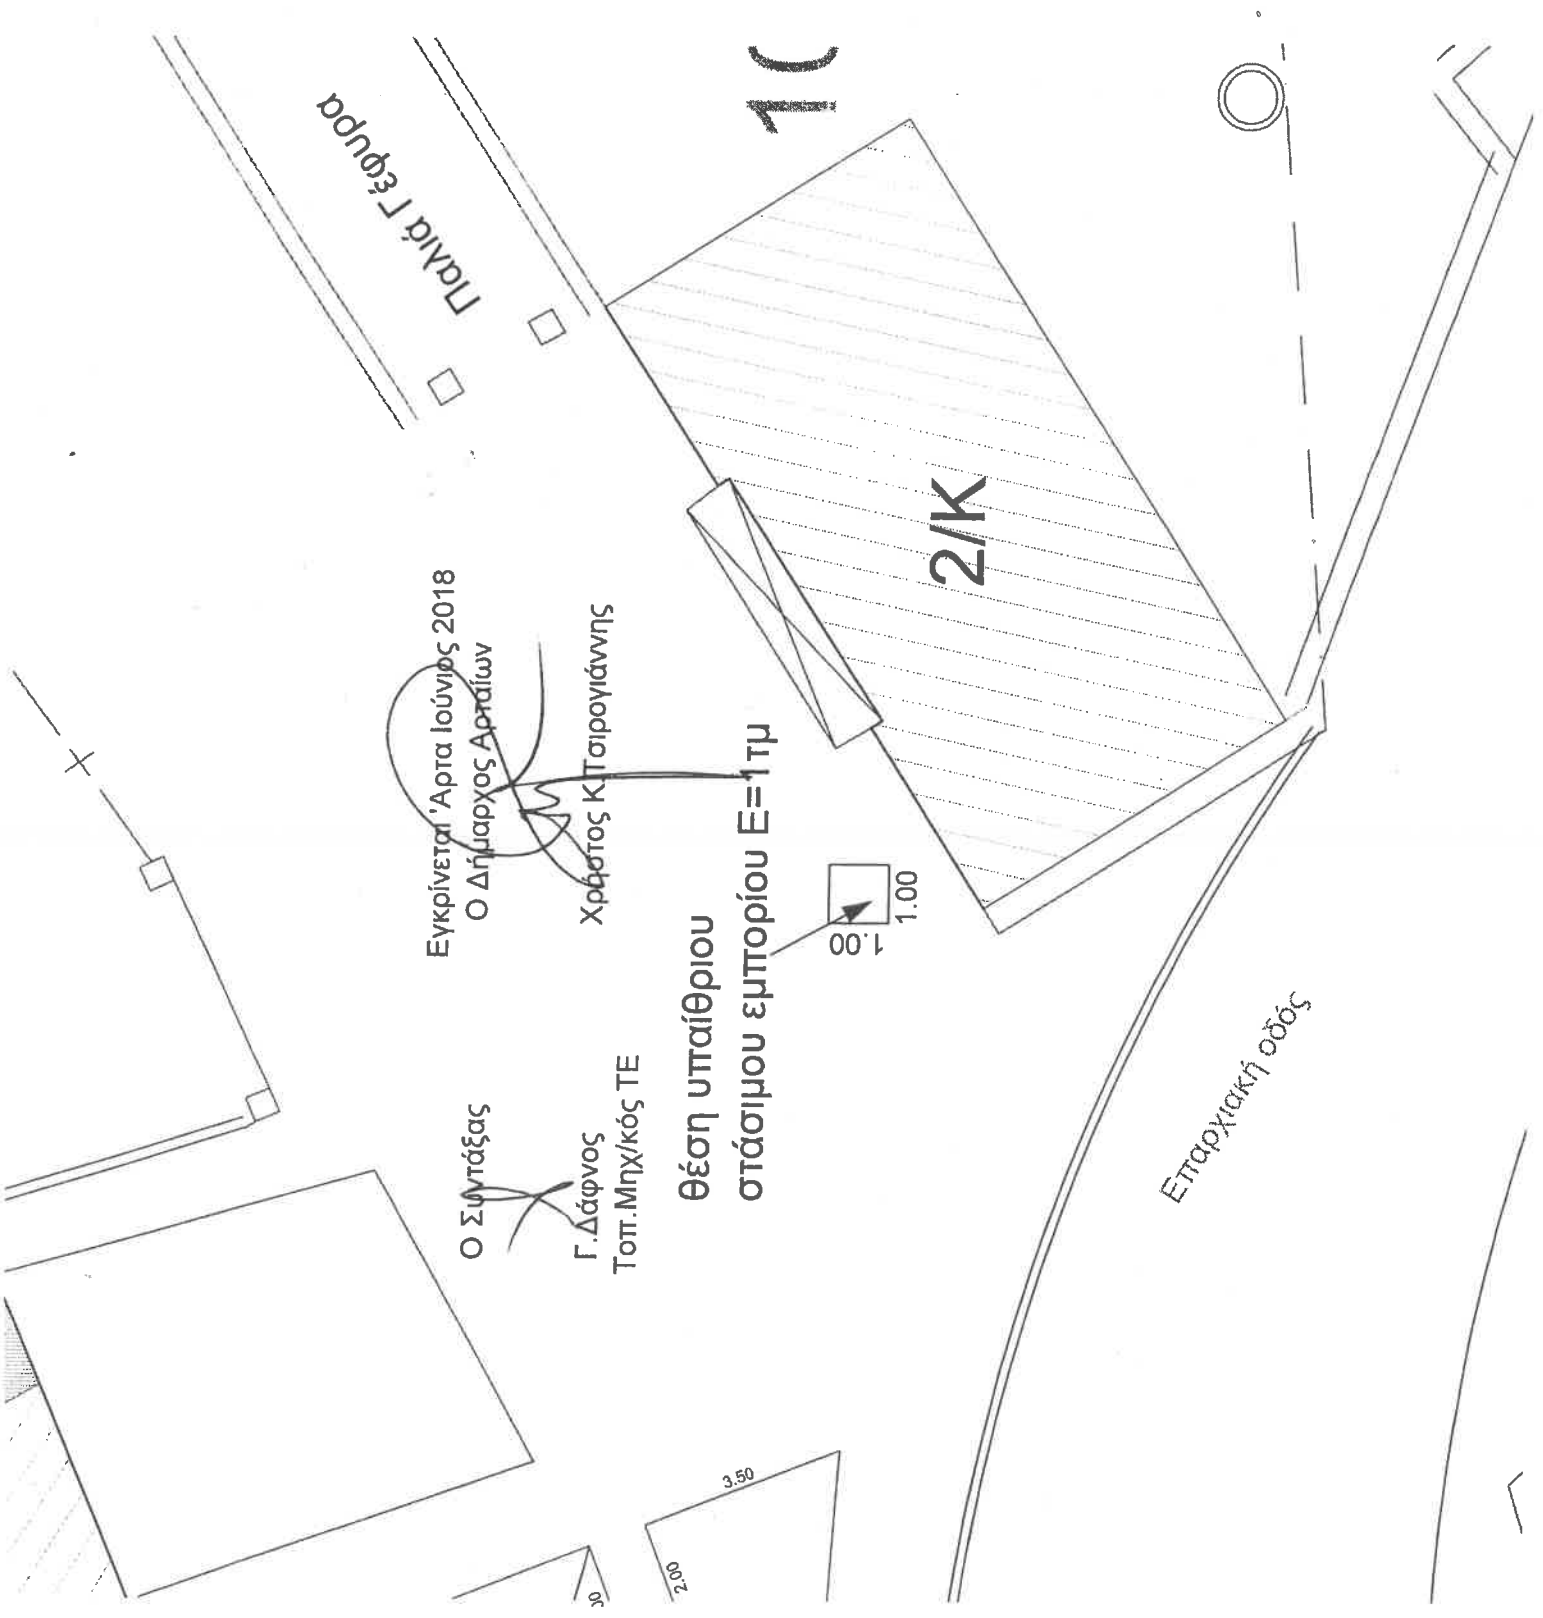 Παλιά Γέφυρα
Εγκρίνεται 'Αρτα Ιούνιος 2018
Ο Δήμαρχος Αρταίων
Χρήστος Κ.Τσιρογιάννης
Ο Συντάξας
Γ.Δάφνος
Τοπ.Μηχ/κός ΤΕ
θέση υπαίθριου
στάσιμου εμπορίου Ε=1τμ
1.00
1.00
2/Κ
Επαρχιακή οδός
3.50
2.00